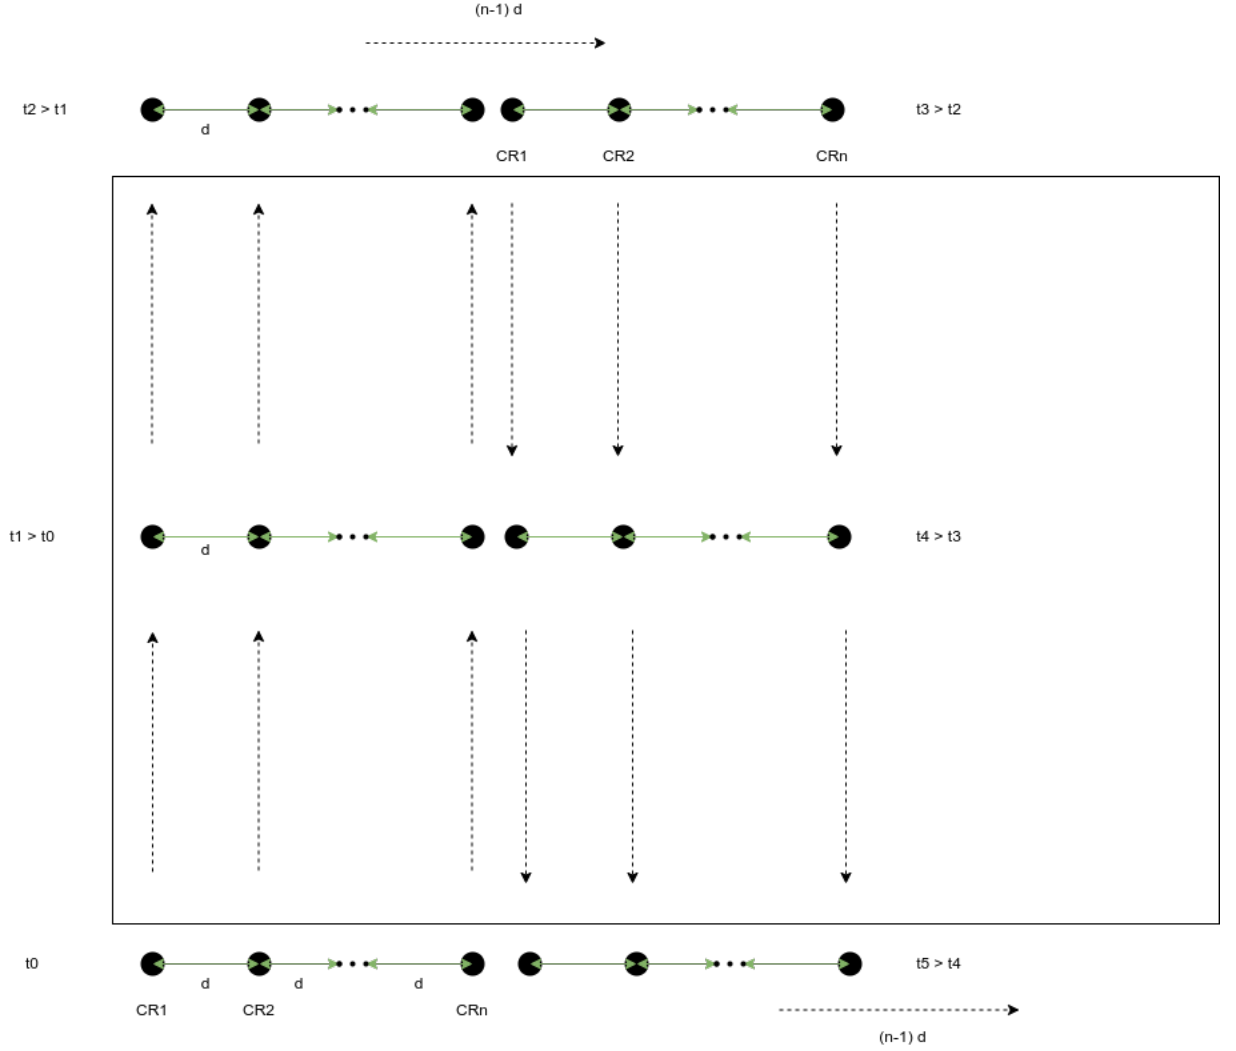 (n-1) d
t2 > t1
t3 > t2
d
CR1 CR2 CRn
t1 > t0
t4 > t3
d
t0
t5 > t4
d d d
CR1 CR2 CRn
(n-1) d